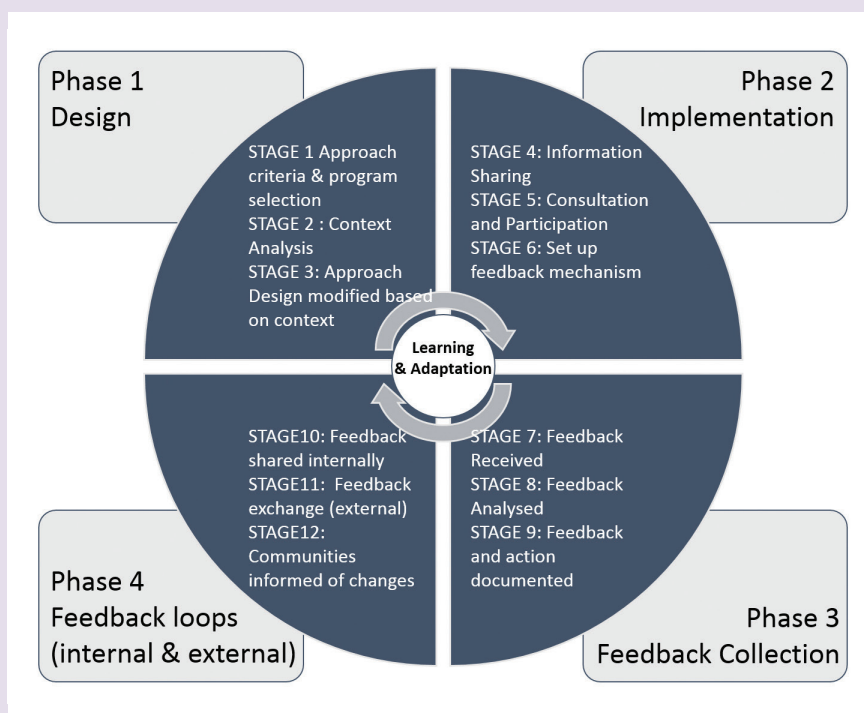 Phase 1
Design
STAGE 1 Approach
criteria & program
selection
STAGE 2 : Context
Analysis
STAGE 3: Approach
Design modified based
on context
Phase 2
Implementation
STAGE 4: Information
Sharing
STAGE 5: Consultation
and Participation
STAGE 6: Set up
feedback mechanism
Learning
& Adaptation
STAGE 7: Feedback
Received
STAGE 8: Feedback
Analysed
STAGE 9: Feedback
and action
documented
Phase 3
Feedback Collection
STAGE10: Feedback
shared internally
STAGE11: Feedback
exchange (external)
STAGE12:
Communities
informed of changes
Phase 4
Feedback loops
(internal & external)